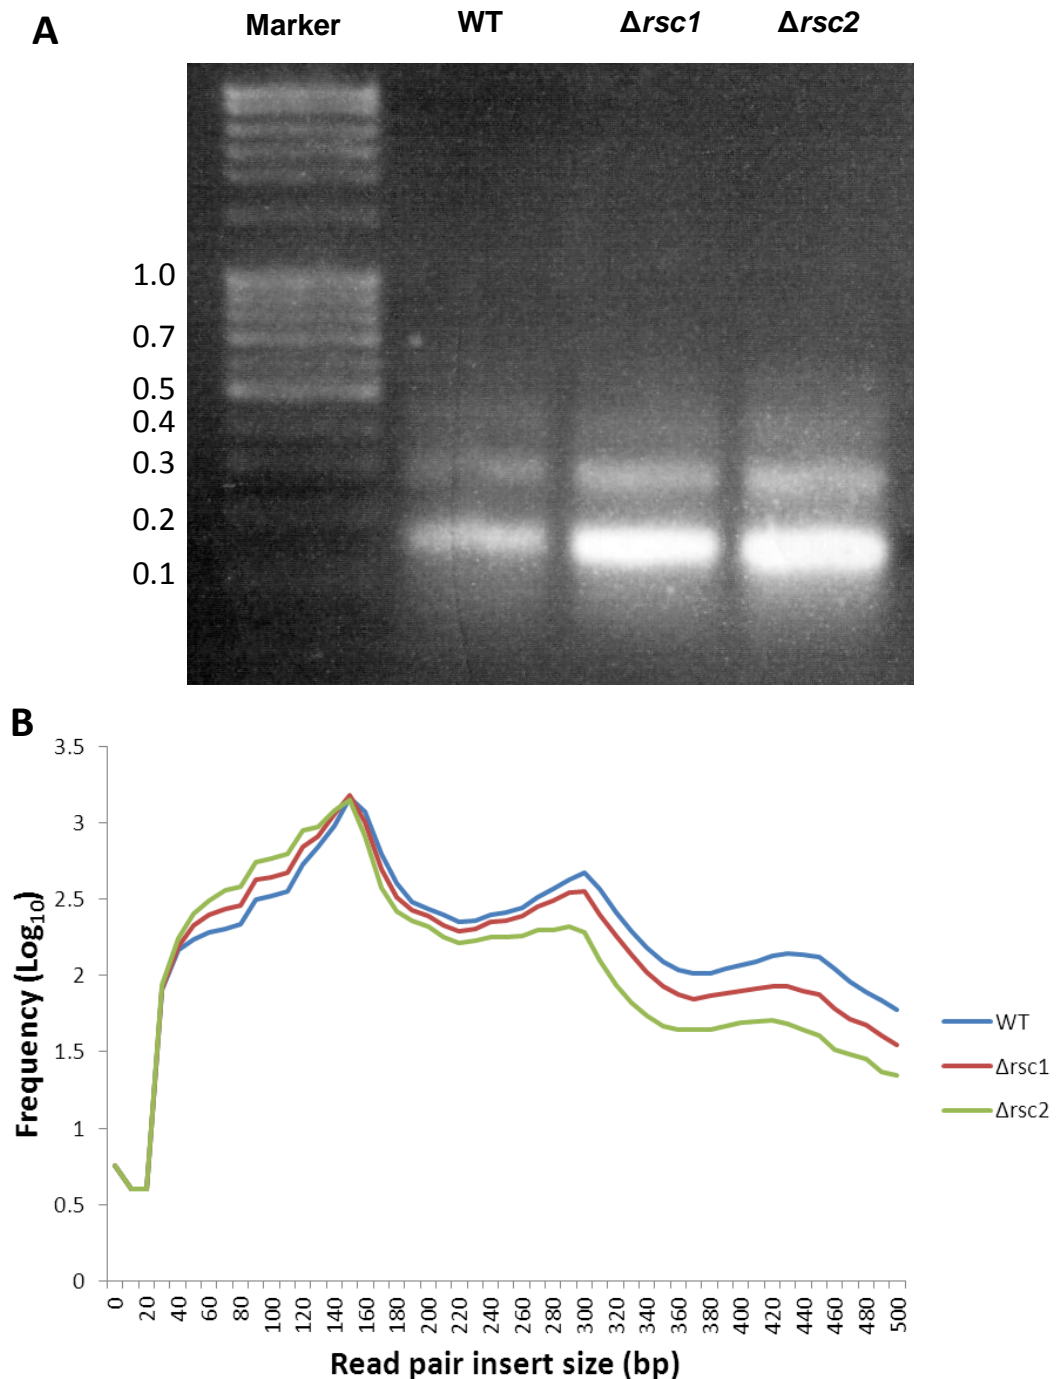 A
Marker WT Δrsc1 Δrsc2
1.0
0.7
0.5
0.4
0.3
0.2
0.1
B
3.5
3
2.5
2
1.5
1
0.5
0
Frequency (Log10)
0 20 40 60 80 100 120 140 160 180 200 220 240 260 280 300 320 340 360 380 400 420 440 460 480 500
Read pair insert size (bp)
WT
Δrsc1
Δrsc2